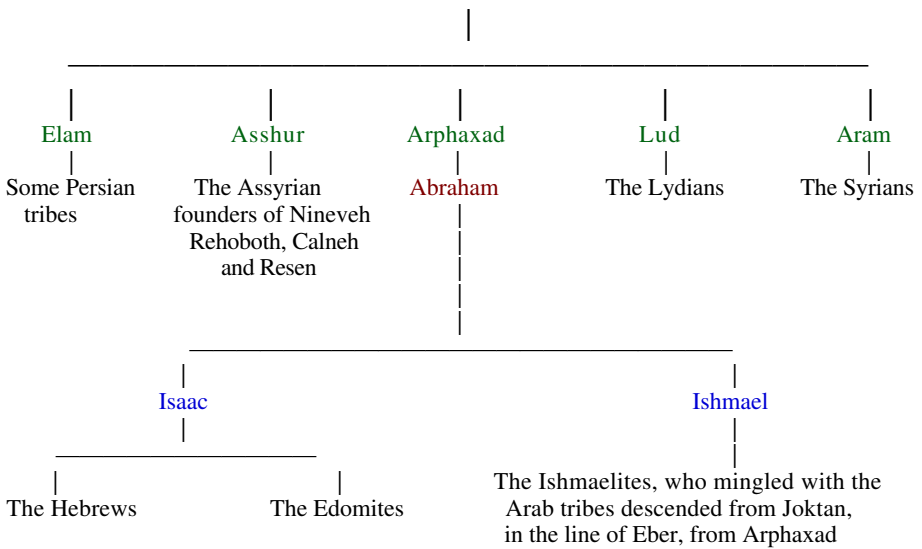 Elam Asshur Arphaxad Lud Aram
Some Persian The Assyrian Abraham The Lydians The Syrians
tribes founders of Nineveh
Rehoboth, Calneh
and Resen
Isaac Ishmael
The Ishmaelites, who mingled with the
The Hebrews The Edomites Arab tribes descended from Joktan,
in the line of Eber, from Arphaxad